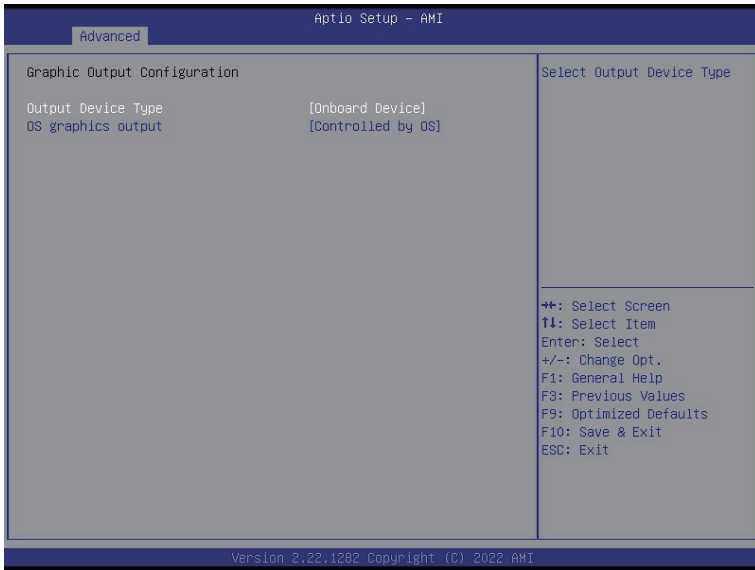 Aptio Setup - AMI
Advanced
Graphic Output Configuration
Output Device Type [Onboard Device]
OS graphics output [Controlled by OS]
Select Output Device Type
→←: Select Screen
↑↓: Select Item
Enter: Select
+/-: Change Opt.
F1: General Help
F3: Previous Values
F9: Optimized Defaults
F10: Save & Exit
ESC: Exit
Version 2.22.1282 Copyright (C) 2022 AMI